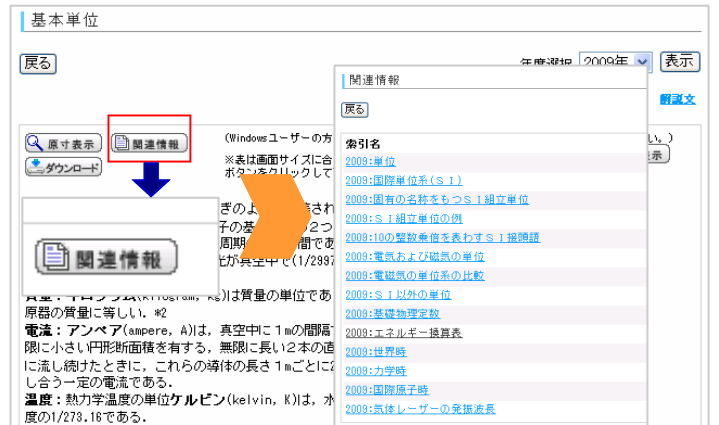 基本単位
戻る
年度選択 2009年 表示
解説文
原寸表示 関連情報
ダウンロード
(Windowsユーザーの方
い。)
※表は画面サイズに合
示
ボタンをクリックして
関連情報
子の基
の2つ
周期
間であ
が真空中で(1/2997
(kilogram, kg)は質量の単位であ
原器の質量に等しい. *2
電流：アンペア(ampere, A)は，真空中に1mの間隔
限に小さい円形断面積を有する，無限に長い2本の直
に流し続けたときに，これらの導体の長さ1mごとに2
し合う一定の電流である.
温度：熱力学温度の単位ケルビン(kelvin, K)は，水
度の1/273.16である.
関連情報
戻る
索引名
2009:単位
2009:国際単位系(ＳＩ)
2009:固有の名称をもつＳＩ組立単位
2009:ＳＩ組立単位の例
2009:10の整数乗倍を表わすＳＩ接頭語
2009:電気および磁気の単位
2009:電磁気の単位系の比較
2009:ＳＩ以外の単位
2009:基礎物理定数
2009:エネルギー換算表
2009:世界時
2009:力学時
2009:国際原子時
2009:気体レーザーの発振波長